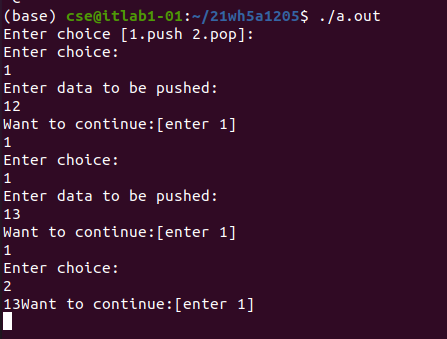 (base) cse@itlab1-01:~/21wh5a1205$ ./a.out
Enter choice [1.push 2.pop]:
Enter choice:
1
Enter data to be pushed:
12
Want to continue:[enter 1]
1
Enter choice:
1
Enter data to be pushed:
13
Want to continue:[enter 1]
1
Enter choice:
2
13Want to continue:[enter 1]